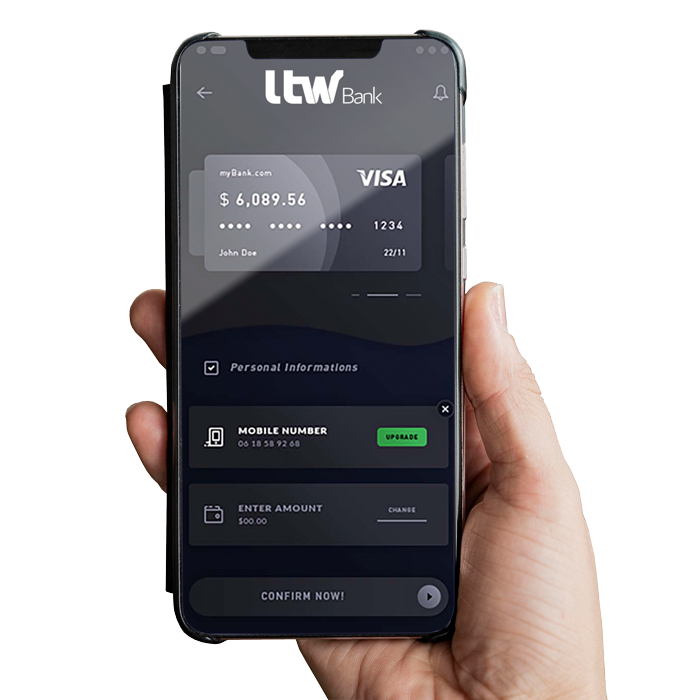 ltw Bank
myBank.com
VISA
$ 6,089.56
•••• •••• •••• 1234
John Doe
22/11
Personal Informations
MOBILE NUMBER
06 18 58 92 68
UPGRADE
ENTER AMOUNT
$00.00
CHANGE
CONFIRM NOW!